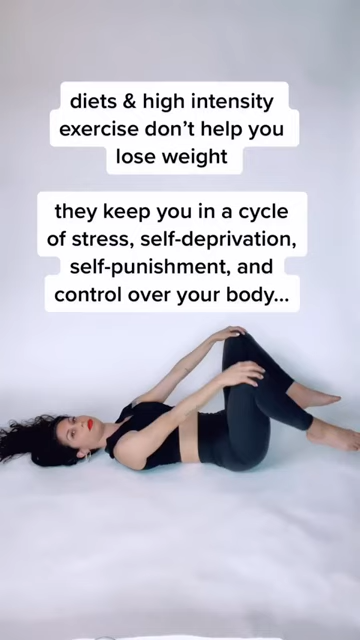 diets & high intensity
exercise don't help you
lose weight
they keep you in a cycle
of stress, self-deprivation,
self-punishment, and
control over your body...